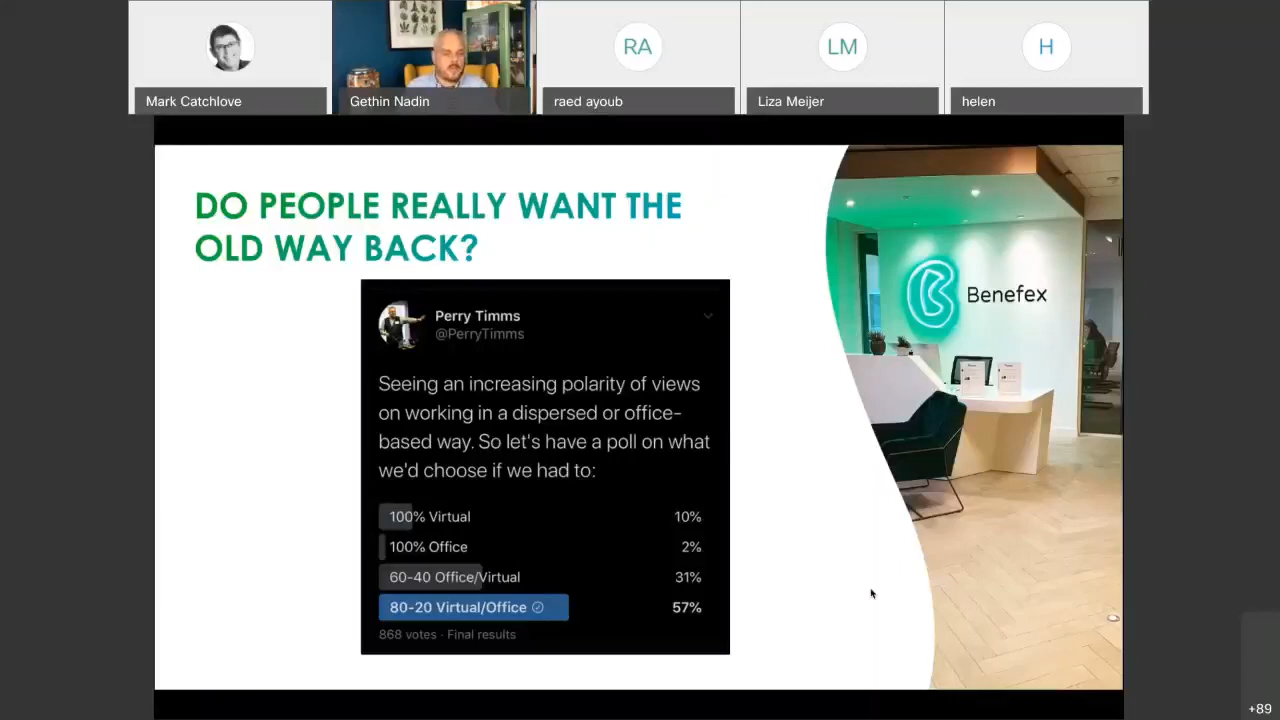 Mark Catchlove
Gethin Nadin
RA
raed ayoub
LM
Liza Meijer
H
helen
DO PEOPLE REALLY WANT THE
OLD WAY BACK?
Perry Timms
@PerryTimms
Seeing an increasing polarity of views
on working in a dispersed or office-
based way. So let's have a poll on what
we'd choose if we had to:
100% Virtual 10%
100% Office 2%
60-40 Office/Virtual 31%
80-20 Virtual/Office 57%
868 votes · Final results
Benefex
+89